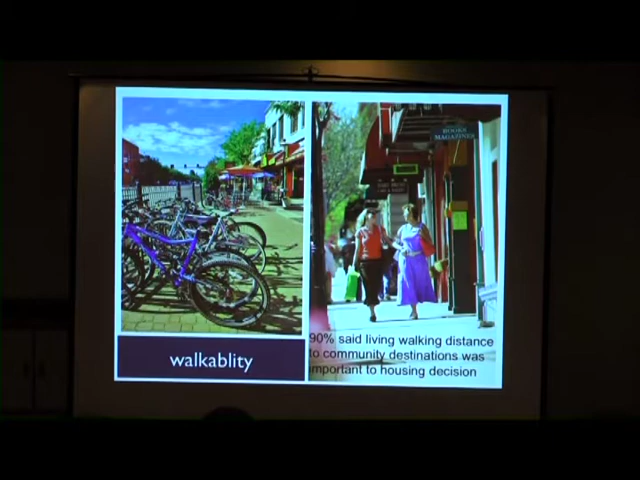 BOOKS
MAGAZINES
walkablity
90% said living walking distance
to community destinations was
important to housing decision